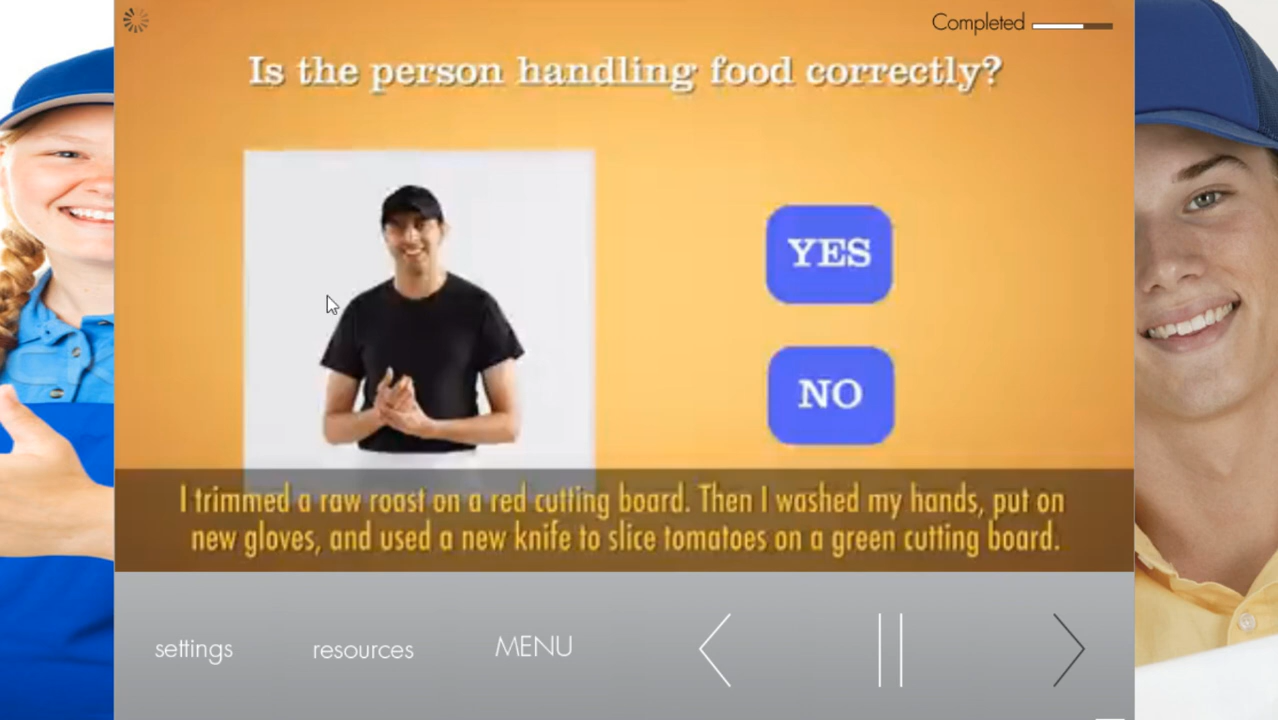 Completed
Is the person handling food correctly?
YES
NO
I trimmed a raw roast on a red cutting board. Then I washed my hands, put on
new gloves, and used a new knife to slice tomatoes on a green cutting board.
settings
resources
MENU